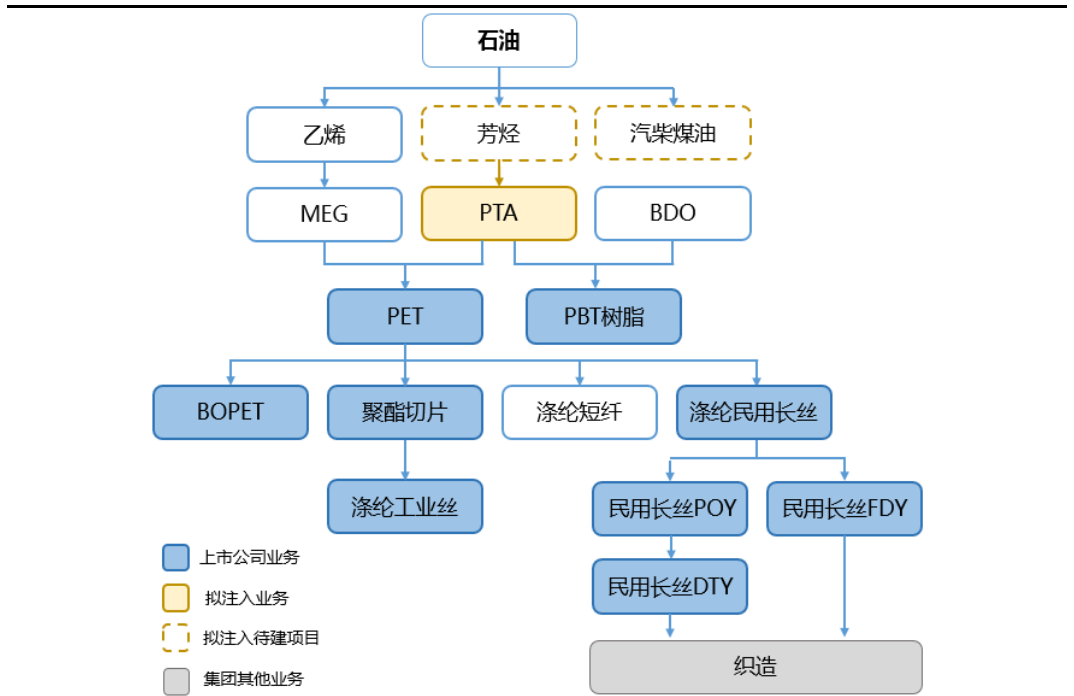 石油
乙烯
芳烃
汽柴煤油
MEG
PTA
BDO
PET
PBT树脂
BOPET
聚酯切片
涤纶短纤
涤纶民用长丝
涤纶工业丝
民用长丝POY
民用长丝FDY
民用长丝DTY
织造
上市公司业务
拟注入业务
拟注入待建项目
集团其他业务